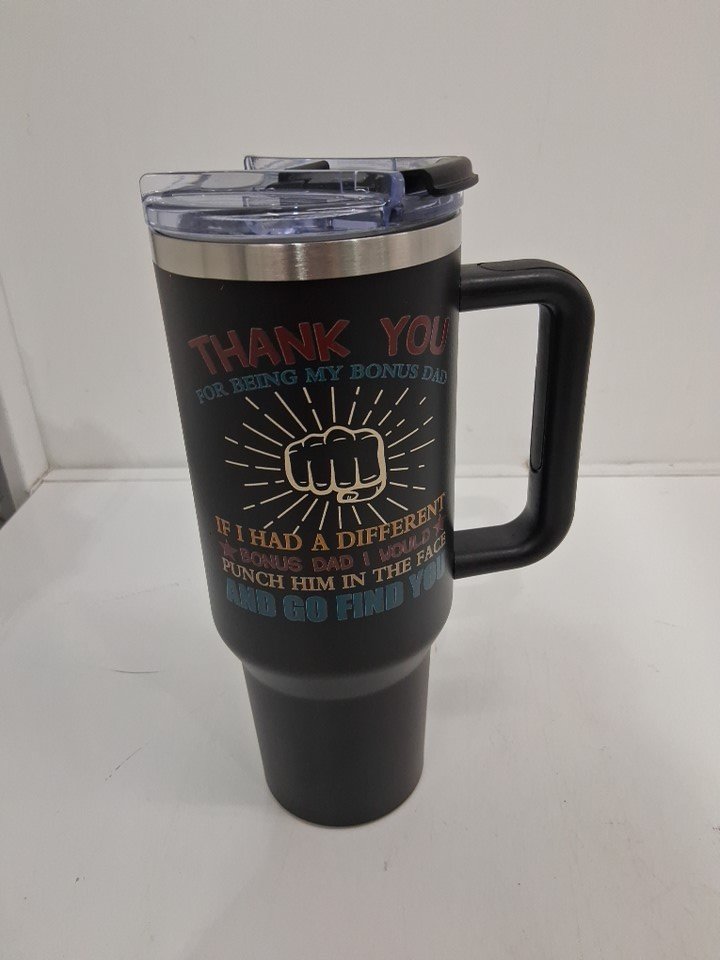 THANK YOU
FOR BEING MY BONUS DAD
IF I HAD A DIFFERENT
BONUS DAD I WOULD
PUNCH HIM IN THE FACE
AND GO FIND YOU